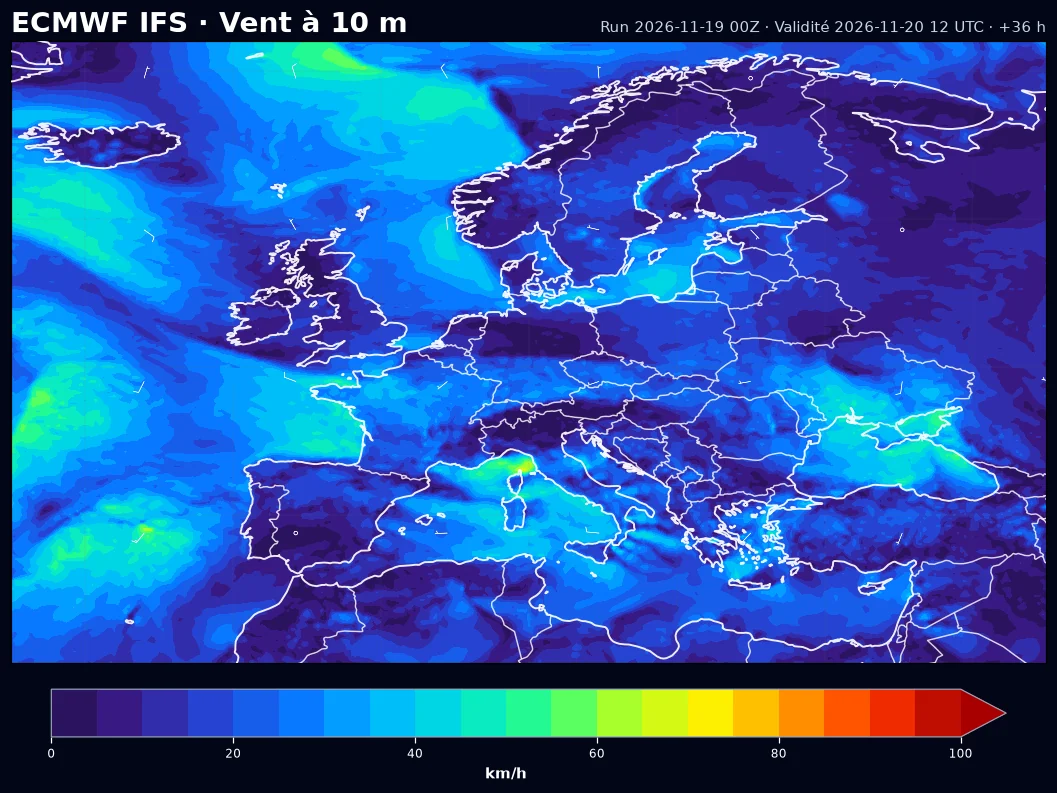 ECMWF IFS · Vent à 10 m
Run 2026-11-19 00Z · Validité 2026-11-20 12 UTC · +36 h
0 20 40 60 80 100
km/h